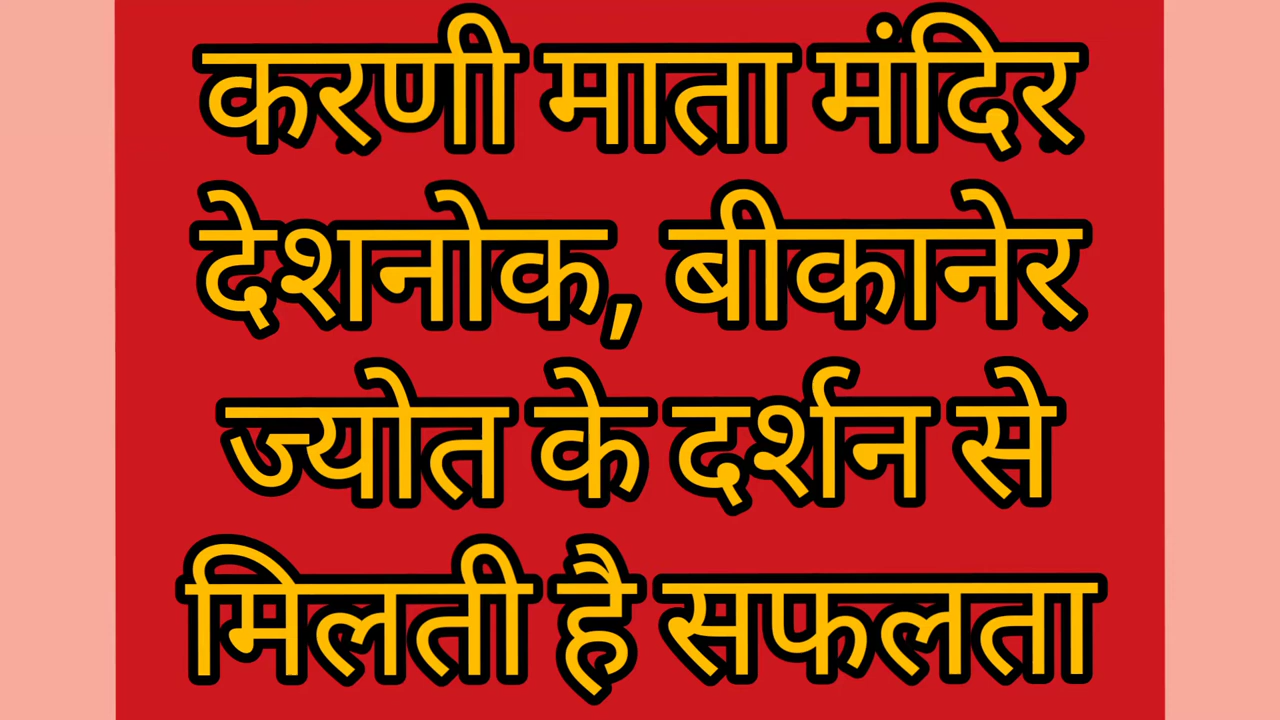 करणी माता मंदिर
देशनोक, बीकानेर
ज्योत के दर्शन से
मिलती है सफलता